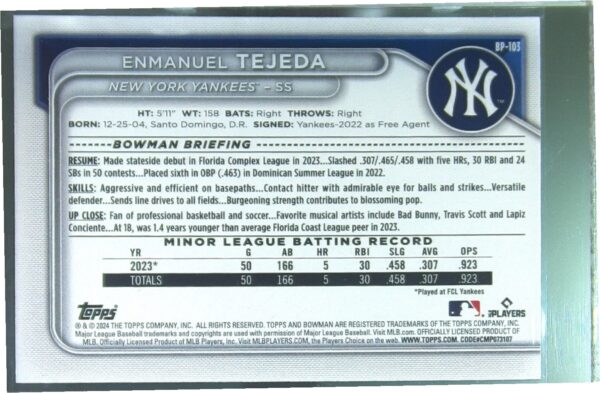 BP-103
ENMANUEL TEJEDA
NEW YORK YANKEES™ – SS
NY
HT: 5'11" WT: 158 BATS: Right THROWS: Right
BORN: 12-25-04, Santo Domingo, D.R. SIGNED: Yankees-2022 as Free Agent
BOWMAN BRIEFING
RESUME: Made stateside debut in Florida Complex League in 2023...Slashed .307/.465/.458 with five HRs, 30 RBI and 24
SBs in 50 contests...Placed sixth in OBP (.463) in Dominican Summer League in 2022.
SKILLS: Aggressive and efficient on basepaths...Contact hitter with admirable eye for balls and strikes...Versatile
defender...Sends line drives to all fields...Burgeoning strength contributes to blossoming pop.
UP CLOSE: Fan of professional basketball and soccer...Favorite musical artists include Bad Bunny, Travis Scott and Lapiz
Conciente...At 18, was 1.4 years younger than average Florida Coast League peer in 2023.
MINOR LEAGUE BATTING RECORD
YR G AB HR RBI SLG AVG OPS
2023* 50 166 5 30 .458 .307 .923
TOTALS 50 166 5 30 .458 .307 .923
*Played at FCL Yankees
Topps
PLAYERS
® & © 2024 THE TOPPS COMPANY, INC. ALL RIGHTS RESERVED. TOPPS AND BOWMAN ARE REGISTERED TRADEMARKS OF THE TOPPS COMPANY, INC.
Major League Baseball trademarks and copyrights are used with permission of Major League Baseball. Visit MLB.com. OFFICIALLY LICENSED PRODUCT OF
MLB. Officially Licensed Product of MLB Players, Inc. Visit MLBPLAYERS.com, the Players Choice on the web. WWW.TOPPS.COM. CODE#CMP073107